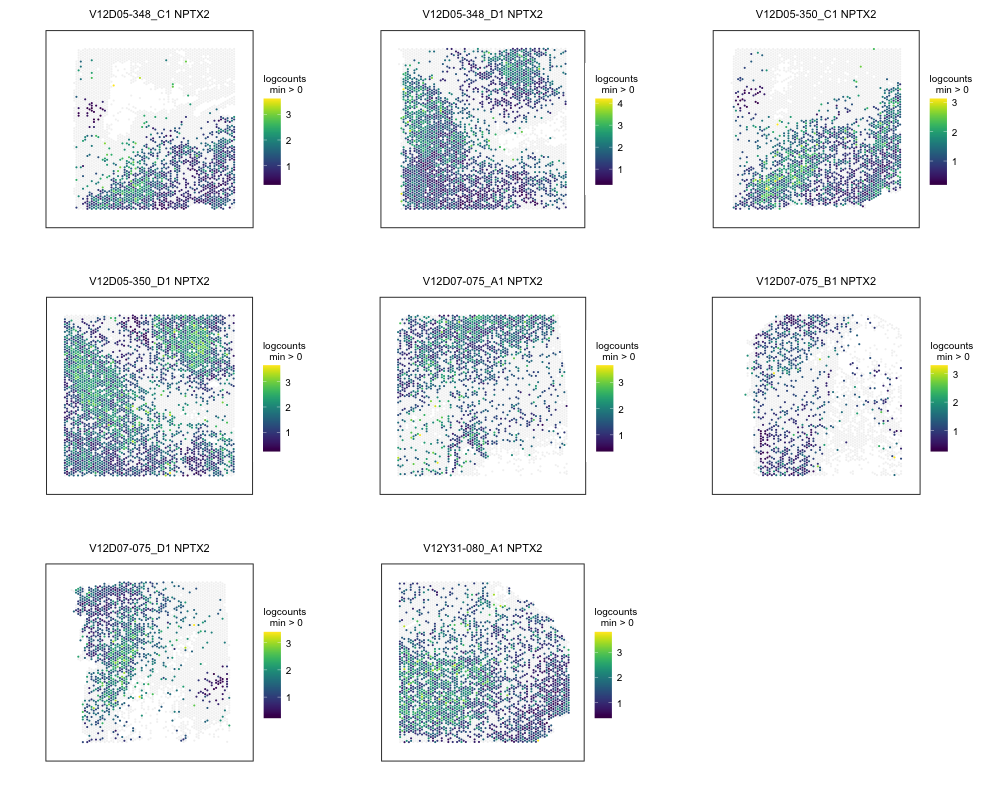 V12D05-348_C1 NPTX2
logcounts
min > 0
3
2
1
V12D05-348_D1 NPTX2
logcounts
min > 0
4
3
2
1
V12D05-350_C1 NPTX2
logcounts
min > 0
3
2
1
V12D05-350_D1 NPTX2
logcounts
min > 0
3
2
1
V12D07-075_A1 NPTX2
logcounts
min > 0
3
2
1
V12D07-075_B1 NPTX2
logcounts
min > 0
3
2
1
V12D07-075_D1 NPTX2
logcounts
min > 0
3
2
1
V12Y31-080_A1 NPTX2
logcounts
min > 0
3
2
1